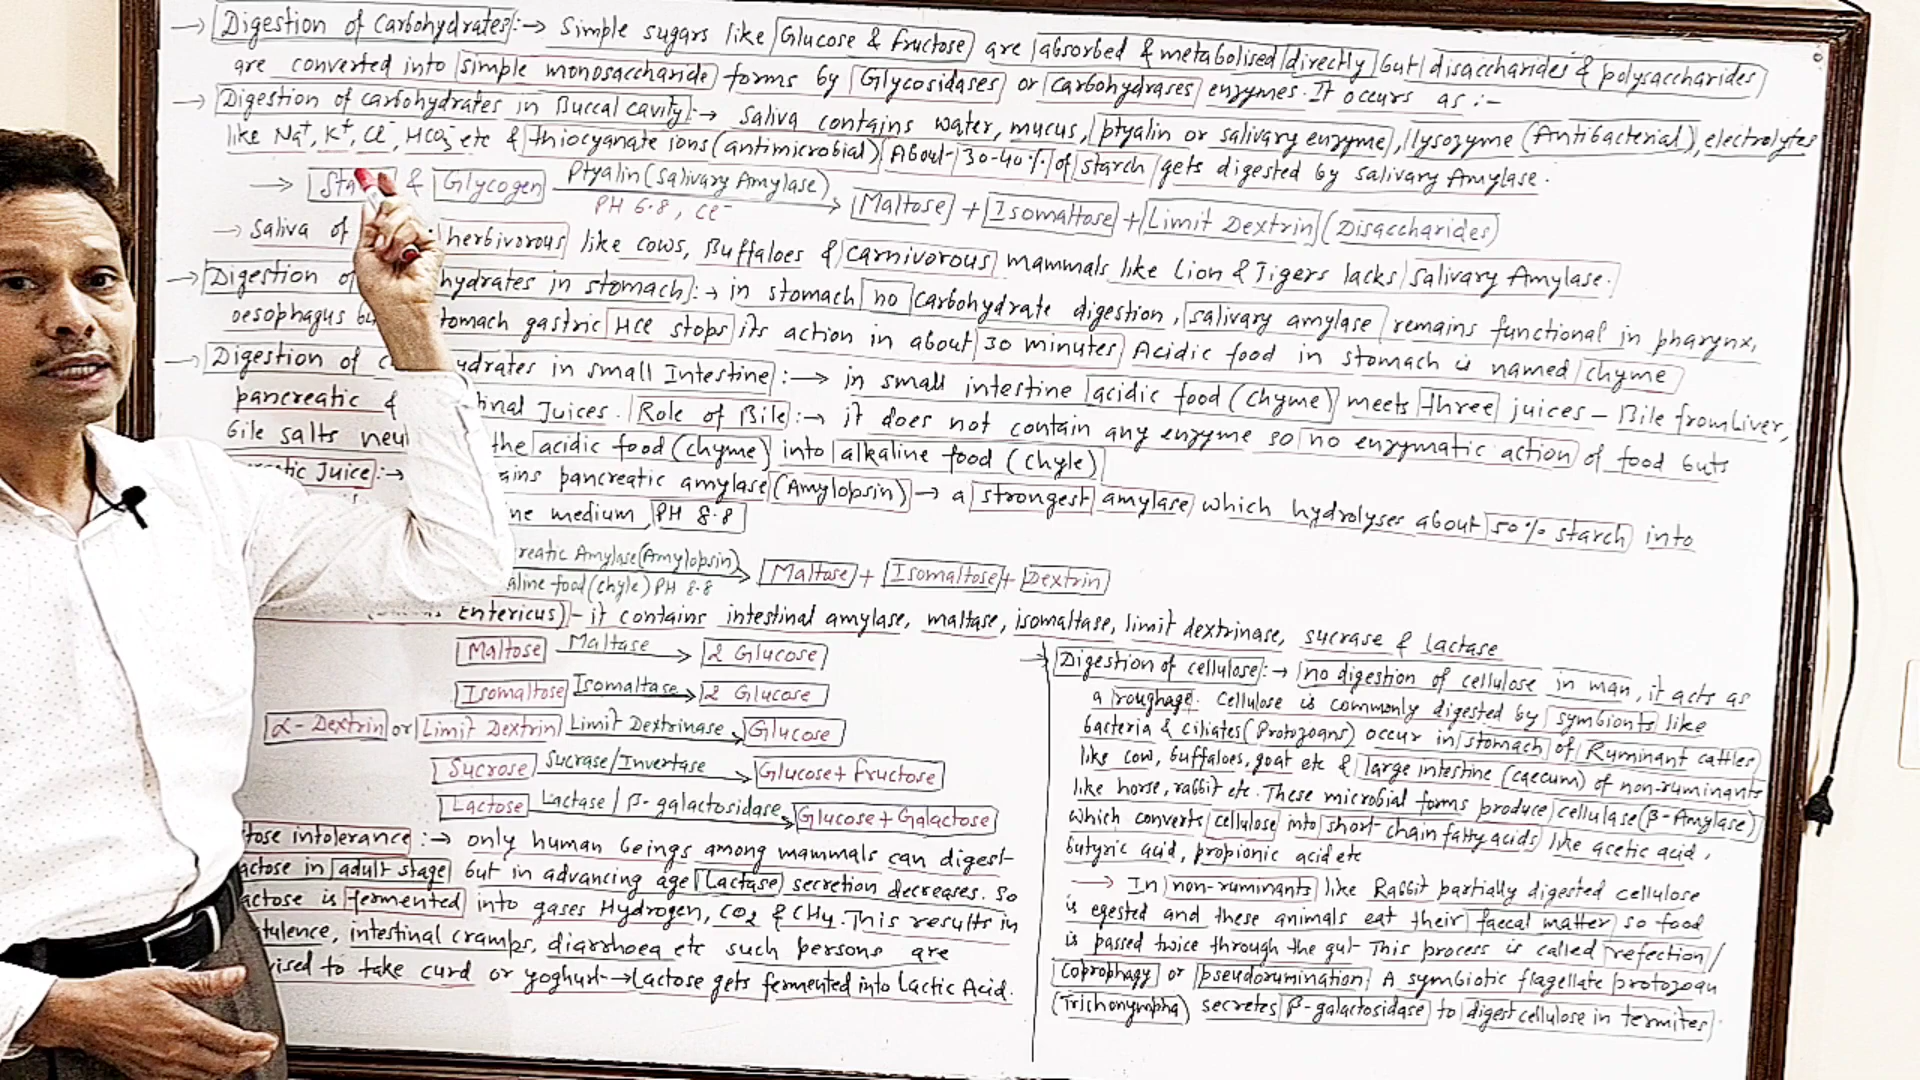 → Digestion of Carbohydrates:→ Simple sugars like Glucose & fructose are absorbed & metabolised directly but disaccharides & polysaccharides
are converted into simple monosaccharide forms by Glycosidases or carbohydrases enzymes. It occurs as :-
→ Digestion of carbohydrates in Buccal cavity:→ Saliva contains water, mucus, ptyalin or salivary enzyme, lysozyme (Antibacterial), electrolytes
like Na⁺, K⁺, Cl⁻, HCO₃⁻ etc & thiocyanate ions (antimicrobial) About 30-40% of starch gets digested by salivary Amylase.
→ Sta & Glycogen Ptyalin (Salivary Amylase) → Maltose + Isomaltose + Limit Dextrin (Disaccharides)
PH 6.8, Cl⁻
→ Saliva of herbivorous like cows, Buffaloes & carnivorous mammals like Lion & Tigers lacks Salivary Amylase.
→ Digestion of hydrates in stomach:→ in stomach no carbohydrate digestion, salivary amylase remains functional in pharynx,
oesophagus tomach gastric HCl stops its action in about 30 minutes Acidic food in stomach is named chyme
→ Digestion of c ydrates in small Intestine:→ in small intestine acidic food (chyme) meets three juices – Bile from Liver,
pancreatic & inal Juices. Role of Bile:→ it does not contain any enzyme so no enzymatic action of food buts
bile salts neu the acidic food (chyme) into alkaline food (chyle)
tic Juice:→ ains pancreatic amylase (Amylopsin) → a strongest amylase which hydrolyses about 50% starch into
ne medium, PH 8.8
reatic Amylase (Amylopsin) → Maltose + Isomaltose + Dextrin
aline food (chyle) PH 8.8
Entericus) - it contains intestinal amylase, maltase, isomaltase, limit dextrinase, sucrase & lactase
Maltose Maltase → 2 Glucose
Isomaltose Isomaltase → 2 Glucose
α-Dextrin or Limit Dextrin Limit Dextrinase → Glucose
Sucrose Sucrase/Invertase → Glucose + fructose
Lactose Lactase / β-galactosidase → Glucose + Galactose
tose intolerance :→ only human beings among mammals can digest
actose in adult stage but in advancing age Lactase secretion decreases. So
actose is fermented into gases Hydrogen, CO₂ & CH₄. This results in
tulence, intestinal cramps, diarrhoea etc such persons are
ised to take curd or yoghurt → Lactose gets fermented into Lactic Acid.
→ Digestion of cellulose:→ no digestion of cellulose in man, it acts as
a roughage. Cellulose is commonly digested by symbionts like
bacteria & ciliates (Protozoans) occur in stomach of Ruminant cattles
like cow, buffaloes, goat etc & large intestine (caecum) of non-ruminants
like horse, rabbit etc. These microbial forms produce cellulase (β-Amylase)
which converts cellulose into short-chain fatty acids like acetic acid,
butyric acid, propionic acid etc
→ In non-ruminants like Rabbit partially digested cellulose
is egested and these animals eat their faecal matter so food
is passed twice through the gut This process is called refection /
Coprophagy or pseudorumination. A symbiotic flagellate protozoan
(Trichonympha) secretes β-galactosidase to digest cellulose in termites.